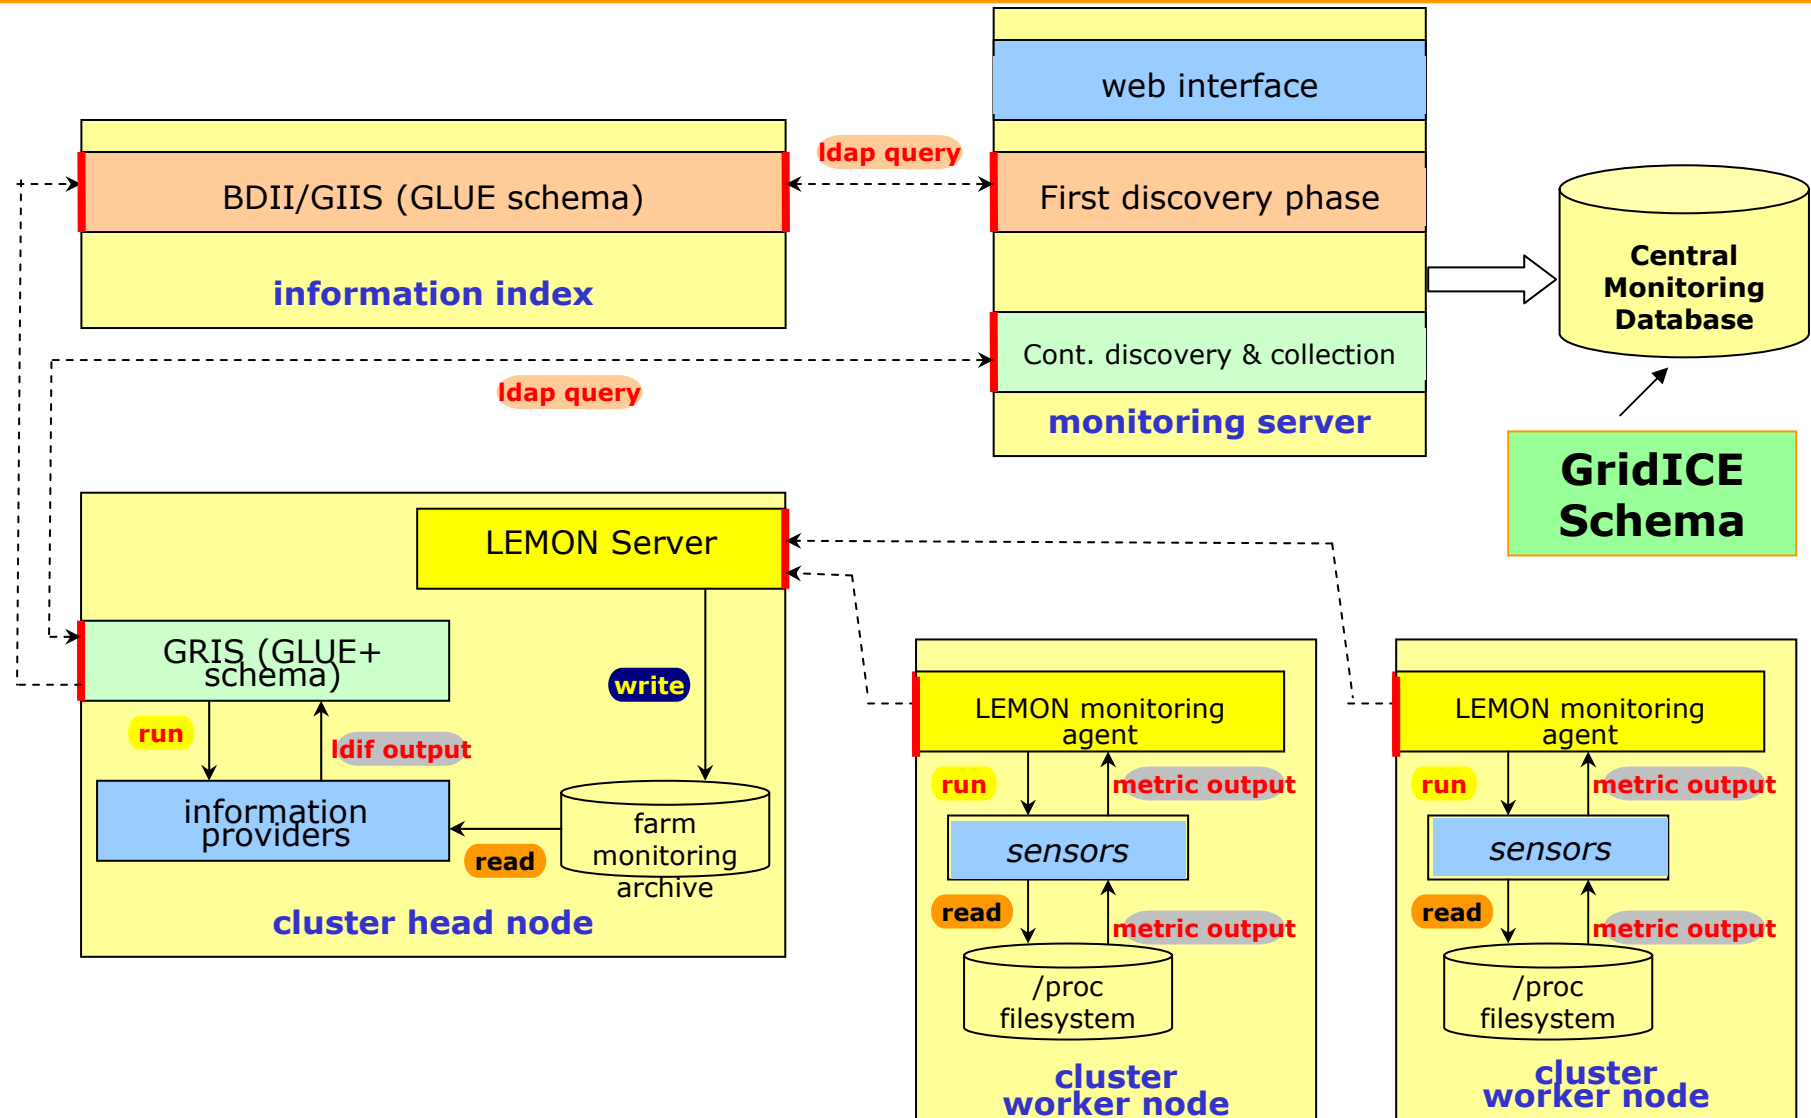 web interface
ldap query
BDII/GIIS (GLUE schema)
First discovery phase
information index
Central
Monitoring
Database
Cont. discovery & collection
ldap query
monitoring server
GridICE
Schema
LEMON Server
GRIS (GLUE+
schema)
write
run
ldif output
information
providers
read
farm
monitoring
archive
cluster head node
LEMON monitoring
agent
run
metric output
sensors
read
metric output
/proc
filesystem
cluster
worker node
LEMON monitoring
agent
run
metric output
sensors
read
metric output
/proc
filesystem
cluster
worker node